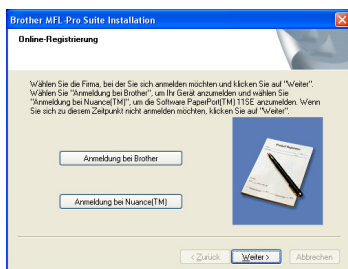 Brother MFL-Pro Suite Installation
Online-Registrierung
Wählen Sie die Firma, bei der Sie sich anmelden möchten und klicken Sie auf "Weiter".
Wählen Sie "Anmeldung bei Brother", um Ihr Gerät anzumelden und wählen Sie
"Anmeldung bei Nuance(TM)", um die Software PaperPort(TM) 11SE anzumelden. Wenn
Sie sich zu diesem Zeitpunkt nicht anmelden möchten, klicken Sie auf "Weiter".
Anmeldung bei Brother
Anmeldung bei Nuance(TM)
< Zurück Weiter > Abbrechen